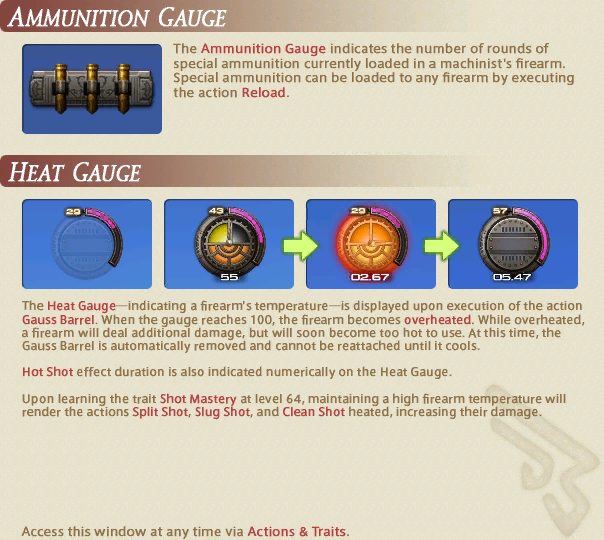 AMMUNITION GAUGE
The Ammunition Gauge indicates the number of rounds of
special ammunition currently loaded in a machinist's firearm.
Special ammunition can be loaded to any firearm by executing
the action Reload.
HEAT GAUGE
29
43
55
29
02.67
57
05.47
The Heat Gauge—indicating a firearm's temperature—is displayed upon execution of the action
Gauss Barrel. When the gauge reaches 100, the firearm becomes overheated. While overheated,
a firearm will deal additional damage, but will soon become too hot to use. At this time, the
Gauss Barrel is automatically removed and cannot be reattached until it cools.
Hot Shot effect duration is also indicated numerically on the Heat Gauge.
Upon learning the trait Shot Mastery at level 64, maintaining a high firearm temperature will
render the actions Split Shot, Slug Shot, and Clean Shot heated, increasing their damage.
Access this window at any time via Actions & Traits.